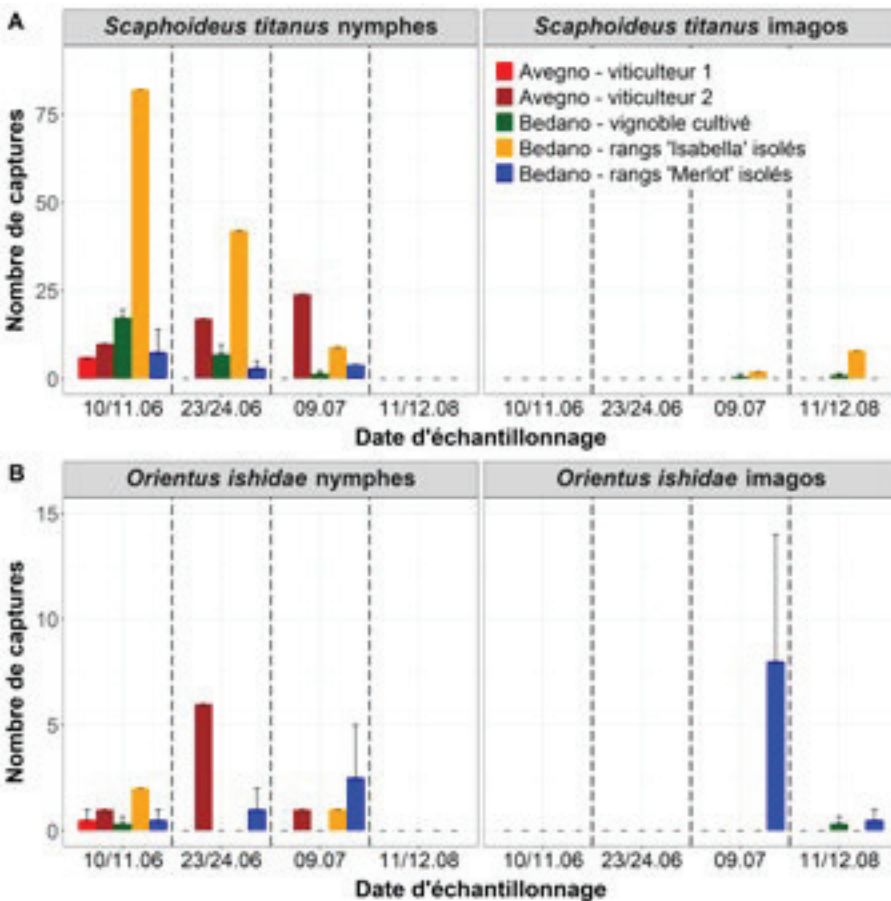 A
Scaphoideus titanus nymphes
Scaphoideus titanus imagos
Avegno - viticulteur 1
Avegno - viticulteur 2
Bedano - vignoble cultivé
Bedano - rangs 'Isabella' isolés
Bedano - rangs 'Merlot' isolés
Nombre de captures
75
50
25
0
10/11.06 23/24.06 09.07 11/12.08
10/11.06 23/24.06 09.07 11/12.08
Date d'échantillonnage
B
Orientus ishidae nymphes
Orientus ishidae imagos
Nombre de captures
15
10
5
0
10/11.06 23/24.06 09.07 11/12.08
10/11.06 23/24.06 09.07 11/12.08
Date d'échantillonnage